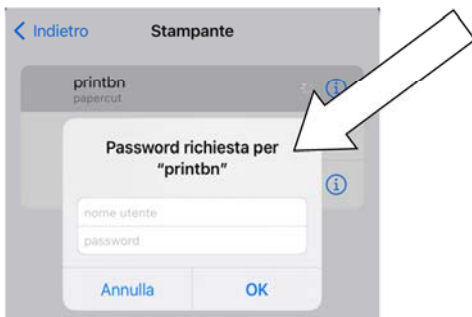 Indietro
Stampante
printbn
papercut
Password richiesta per
“printbn”
nome utente
password
Annulla
OK